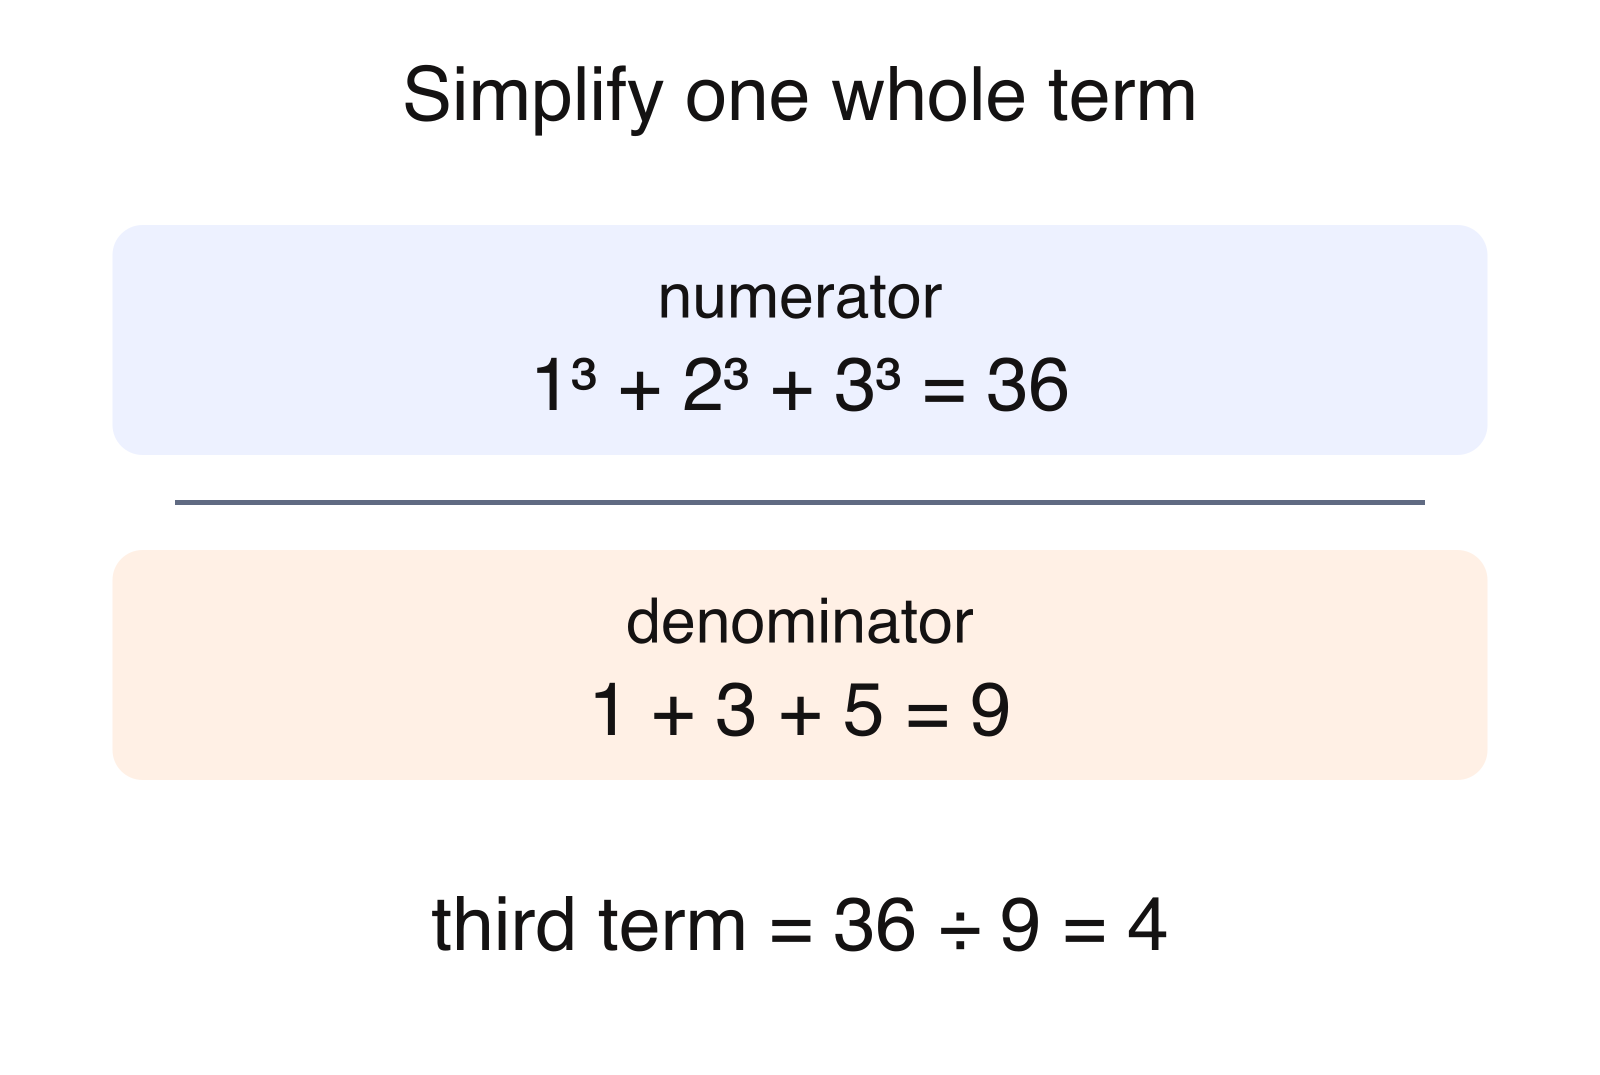 Simplify one whole term
numerator
1³ + 2³ + 3³ = 36
denominator
1 + 3 + 5 = 9
third term = 36 ÷ 9 = 4